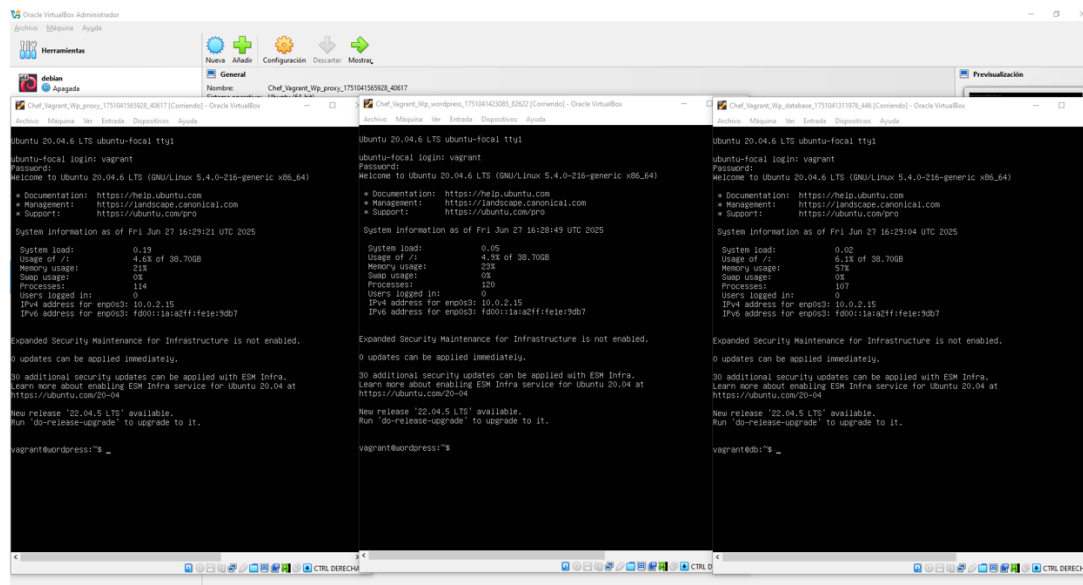 Oracle VirtualBox Administrador
Archivo Máquina Ayuda
Herramientas
Nueva Añadir Configuración Descartar Mostrar
debian
Apagada
General
Nombre: Chef_Vagrant_Wp_proxy_1751041565928_40617
Previsualización
Chef_Vagrant_Wp_proxy_1751041565928_40617 [Corriendo] - Oracle VirtualBox
Archivo Máquina Ver Entrada Dispositivos Ayuda
Ubuntu 20.04.6 LTS ubuntu-focal tty1
ubuntu-focal login: vagrant
Password:
Welcome to Ubuntu 20.04.6 LTS (GNU/Linux 5.4.0-216-generic x86_64)
* Documentation: https://help.ubuntu.com
* Management: https://landscape.canonical.com
* Support: https://ubuntu.com/pro
System information as of Fri Jun 27 16:29:21 UTC 2025
System load: 0.19
Usage of /: 4.6% of 38.70GB
Memory usage: 21%
Swap usage: 0%
Processes: 114
Users logged in: 0
IPv4 address for enp0s3: 10.0.2.15
IPv6 address for enp0s3: fd00::1a:a2ff:fe1e:9db7
Expanded Security Maintenance for Infrastructure is not enabled.
0 updates can be applied immediately.
30 additional security updates can be applied with ESM Infra.
Learn more about enabling ESM Infra service for Ubuntu 20.04 at
https://ubuntu.com/20-04
New release '22.04.5 LTS' available.
Run 'do-release-upgrade' to upgrade to it.
vagrant@wordpress:~$ _
CTRL DERECHA
Chef_Vagrant_Wp_wordpress_1751041423085_82622 [Corriendo] - Oracle VirtualBox
Archivo Máquina Ver Entrada Dispositivos Ayuda
Ubuntu 20.04.6 LTS ubuntu-focal tty1
ubuntu-focal login: vagrant
Password:
Welcome to Ubuntu 20.04.6 LTS (GNU/Linux 5.4.0-216-generic x86_64)
* Documentation: https://help.ubuntu.com
* Management: https://landscape.canonical.com
* Support: https://ubuntu.com/pro
System information as of Fri Jun 27 16:28:49 UTC 2025
System load: 0.05
Usage of /: 4.9% of 38.70GB
Memory usage: 23%
Swap usage: 0%
Processes: 120
Users logged in: 0
IPv4 address for enp0s3: 10.0.2.15
IPv6 address for enp0s3: fd00::1a:a2ff:fe1e:9db7
Expanded Security Maintenance for Infrastructure is not enabled.
0 updates can be applied immediately.
30 additional security updates can be applied with ESM Infra.
Learn more about enabling ESM Infra service for Ubuntu 20.04 at
https://ubuntu.com/20-04
New release '22.04.5 LTS' available.
Run 'do-release-upgrade' to upgrade to it.
vagrant@wordpress:~$
CTRL D
Chef_Vagrant_Wp_database_1751041311976_446 [Corriendo] - Oracle VirtualBox
Archivo Máquina Ver Entrada Dispositivos Ayuda
Ubuntu 20.04.6 LTS ubuntu-focal tty1
ubuntu-focal login: vagrant
Password:
Welcome to Ubuntu 20.04.6 LTS (GNU/Linux 5.4.0-216-generic x86_64)
* Documentation: https://help.ubuntu.com
* Management: https://landscape.canonical.com
* Support: https://ubuntu.com/pro
System information as of Fri Jun 27 16:29:04 UTC 2025
System load: 0.02
Usage of /: 6.1% of 38.70GB
Memory usage: 57%
Swap usage: 0%
Processes: 107
Users logged in: 0
IPv4 address for enp0s3: 10.0.2.15
IPv6 address for enp0s3: fd00::1a:a2ff:fe1e:9db7
Expanded Security Maintenance for Infrastructure is not enabled.
0 updates can be applied immediately.
30 additional security updates can be applied with ESM Infra.
Learn more about enabling ESM Infra service for Ubuntu 20.04 at
https://ubuntu.com/20-04
New release '22.04.5 LTS' available.
Run 'do-release-upgrade' to upgrade to it.
vagrant@db:~$ _
CTRL DERECH